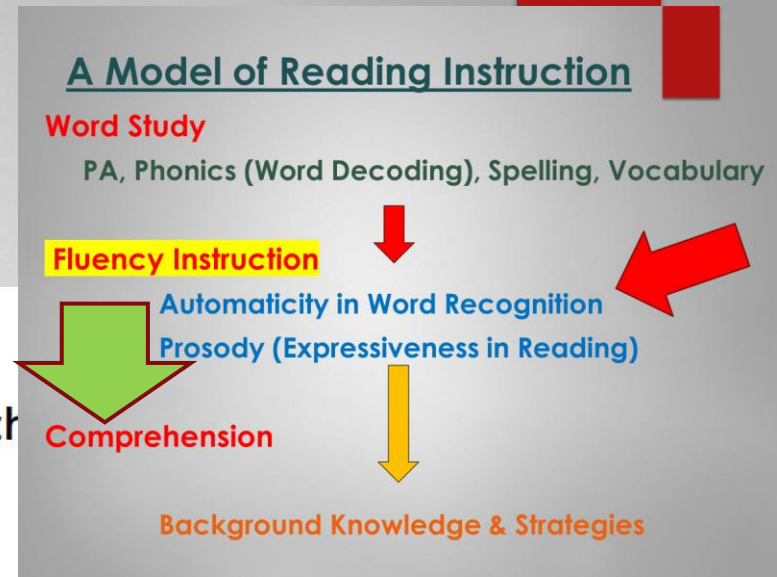 A Model of Reading Instruction
Word Study
PA, Phonics (Word Decoding), Spelling, Vocabulary
Fluency Instruction
Automaticity in Word Recognition
Prosody (Expressiveness in Reading)
Comprehension
Background Knowledge & Strategies